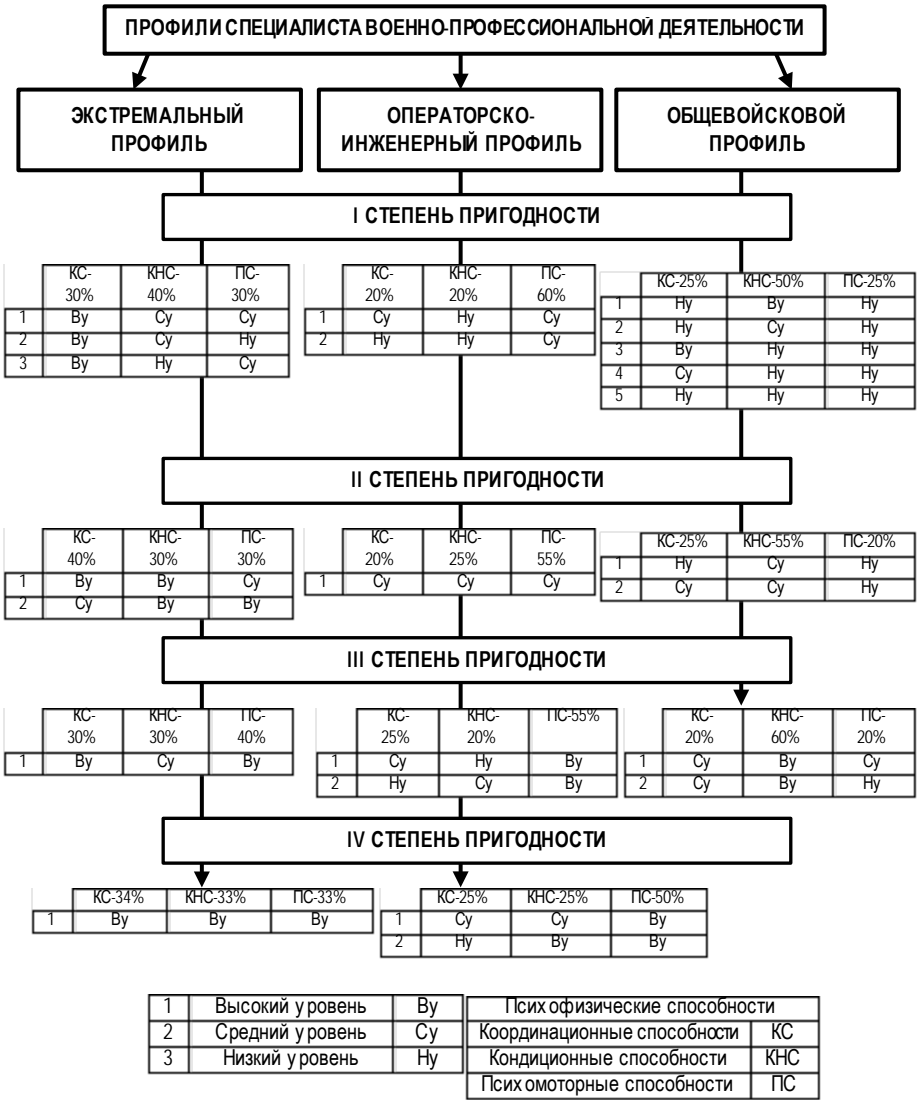 ПРОФИЛИ СПЕЦИАЛИСТА ВОЕННО-ПРОФЕССИОНАЛЬНОЙ ДЕЯТЕЛЬНОСТИ
ЭКСТРЕМАЛЬНЫЙ
ПРОФИЛЬ
ОПЕРАТОРСКО-
ИНЖЕНЕРНЫЙ ПРОФИЛЬ
ОБЩЕВОЙСКОВОЙ
ПРОФИЛЬ
I СТЕПЕНЬ ПРИГОДНОСТИ
КС- КНС- ПС-
30% 40% 30%
1 Ву Су Су
2 Ву Су Ну
3 Ву Ну Су
КС- КНС- ПС-
20% 20% 60%
1 Су Ну Су
2 Ну Ну Су
КС-25% КНС-50% ПС-25%
1 Ну Ву Ну
2 Ну Су Ну
3 Ву Ну Ну
4 Су Ну Ну
5 Ну Ну Ну
II СТЕПЕНЬ ПРИГОДНОСТИ
КС- КНС- ПС-
40% 30% 30%
1 Ву Ву Су
2 Су Ву Ву
КС- КНС- ПС-
20% 25% 55%
1 Су Су Су
КС-25% КНС-55% ПС-20%
1 Ну Су Ну
2 Су Су Ну
III СТЕПЕНЬ ПРИГОДНОСТИ
КС- КНС- ПС-
30% 30% 40%
1 Ву Су Ву
КС- КНС- ПС-55%
25% 20%
1 Су Ну Ву
2 Ну Су Ву
КС- КНС- ПС-
20% 60% 20%
1 Су Ву Су
2 Су Ву Ну
IV СТЕПЕНЬ ПРИГОДНОСТИ
КС-34% КНС-33% ПС-33%
1 Ву Ву Ву
КС-25% КНС-25% ПС-50%
1 Су Су Ву
2 Ну Ву Ву
1 Высокий уровень Ву
2 Средний уровень Су
3 Низкий уровень Ну
Психофизические способности
Координационные способности КС
Кондиционные способности КНС
Психомоторные способности ПС